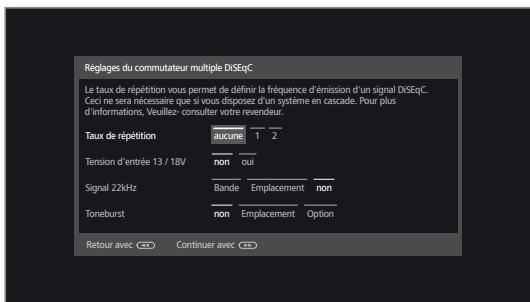 Réglages du commutateur multiple DiSEqC
Le taux de répétition vous permet de définir la fréquence d'émission d'un signal DiSEqC.
Ceci ne sera nécessaire que si vous disposez d'un système en cascade. Pour plus
d'informations, Veuillez- consulter votre revendeur.
Taux de répétition aucune 1 2
Tension d'entrée 13 / 18V non oui
Signal 22kHz Bande Emplacement non
Toneburst non Emplacement Option
Retour avec Continuer avec